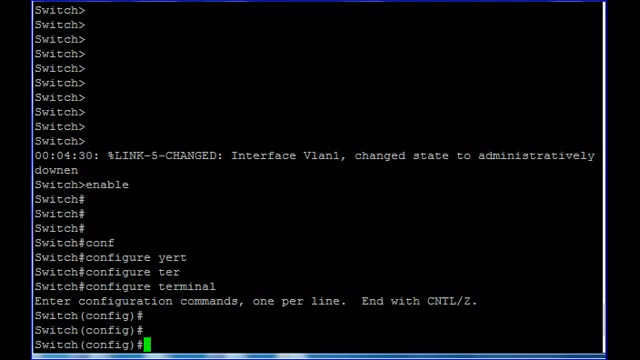 Switch>
Switch>
Switch>
Switch>
Switch>
Switch>
Switch>
Switch>
Switch>
Switch>
00:04:30: %LINK-5-CHANGED: Interface Vlan1, changed state to administratively
downen
Switch>enable
Switch#
Switch#
Switch#
Switch#conf
Switch#configure yert
Switch#configure ter
Switch#configure terminal
Enter configuration commands, one per line.  End with CNTL/Z.
Switch(config)#
Switch(config)#
Switch(config)#